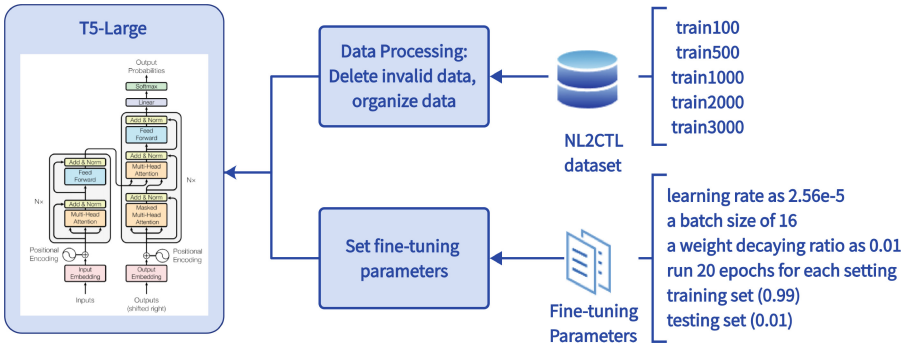 T5-Large
Output
Probabilities
Softmax
Linear
Add & Norm
Feed
Forward
Add & Norm
Multi-Head
Attention
Add & Norm
Feed
Forward
N×
Add & Norm
Multi-Head
Attention
Add & Norm
Masked
Multi-Head
Attention
N×
Positional
Encoding
Positional
Encoding
Input
Embedding
Output
Embedding
Inputs
Outputs
(shifted right)
Data Processing:
Delete invalid data,
organize data
Set fine-tuning
parameters
NL2CTL
dataset
Fine-tuning
Parameters
train100
train500
train1000
train2000
train3000
learning rate as 2.56e-5
a batch size of 16
a weight decaying ratio as 0.01
run 20 epochs for each setting
training set (0.99)
testing set (0.01)